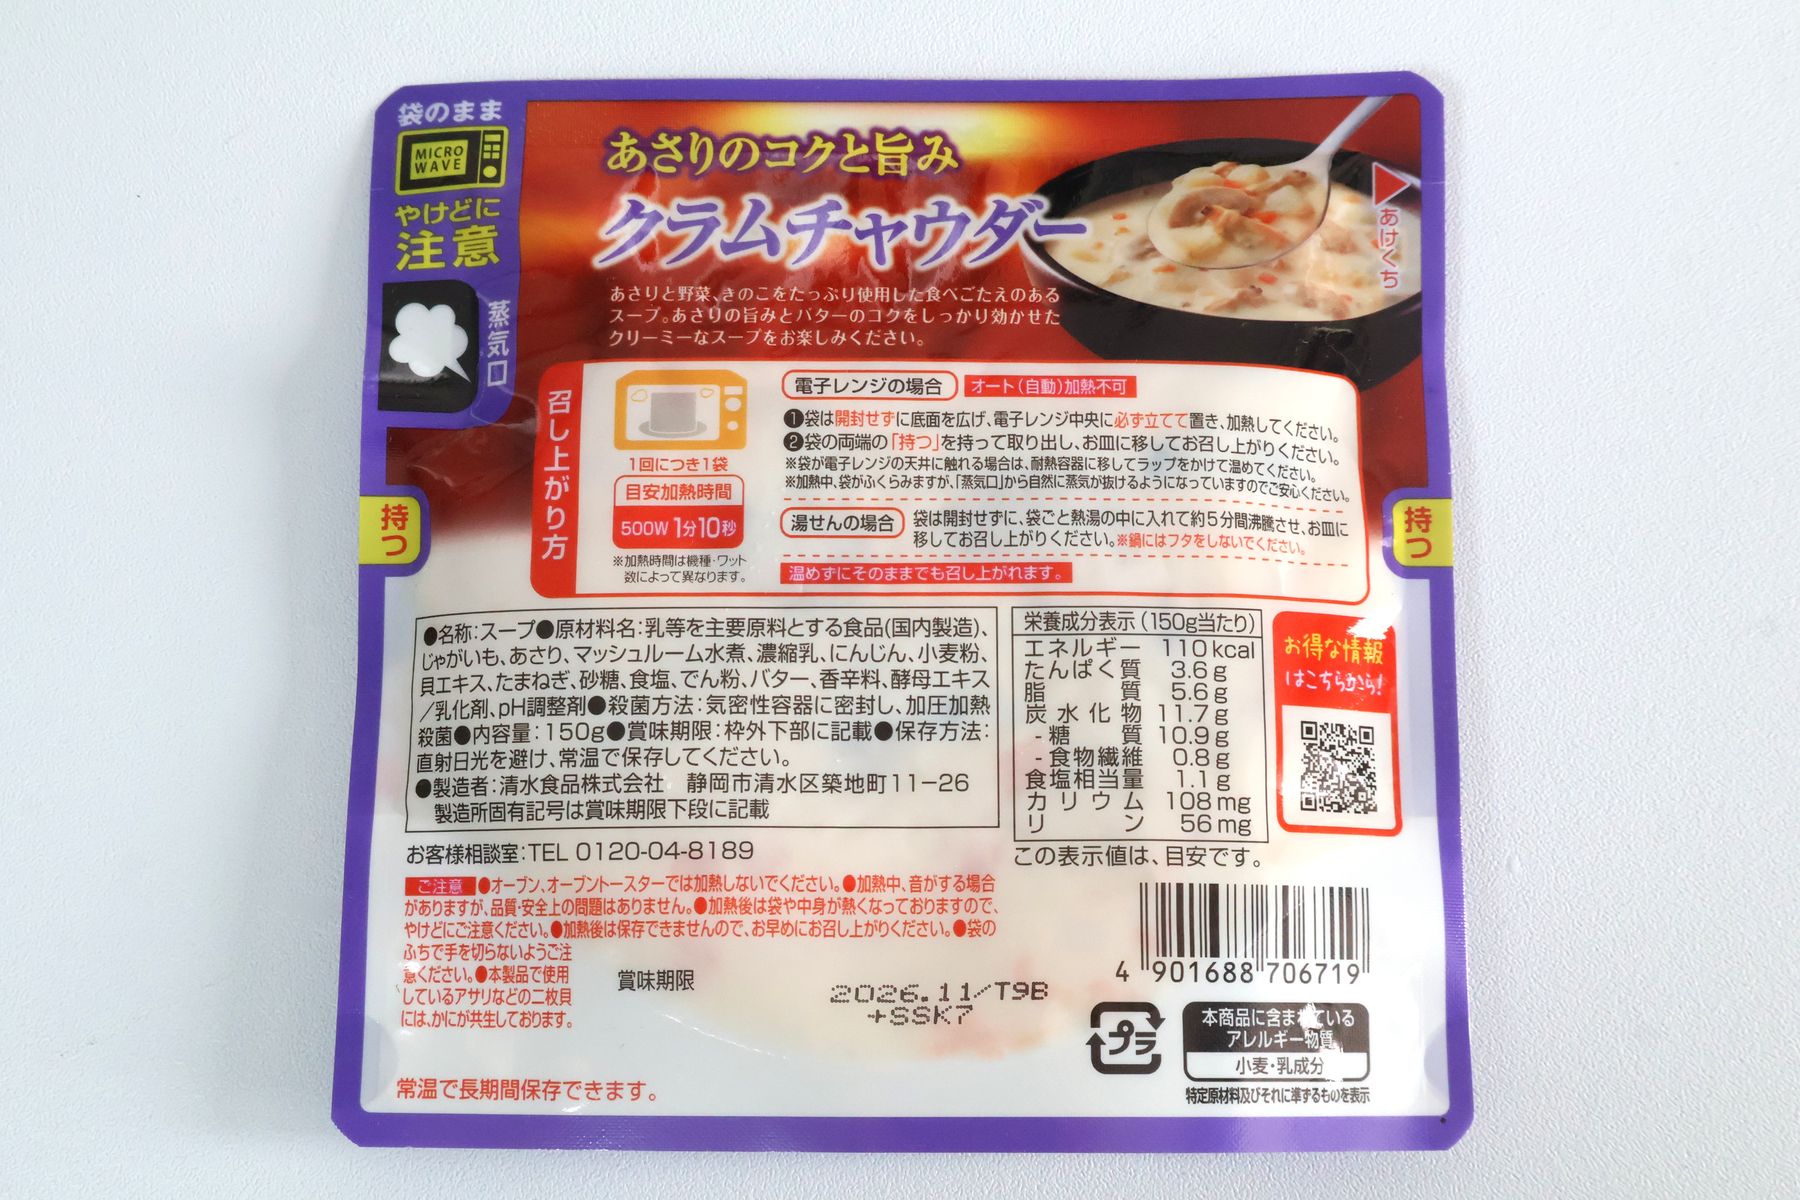 袋のまま
MICRO
WAVE
やけどに
注意
蒸気口
あさりのコクと旨み
クラムチャウダー
あさりと野菜、きのこをたっぷり使用した食べごたえのある
スープ。あさりの旨みとバターのコクをしっかり効かせた
クリーミーなスープをお楽しみください。
あけくち
召し上がり方
1回につき1袋
目安加熱時間
500W 1分10秒
※加熱時間は機種・ワット
数によって異なります。
電子レンジの場合 オート(自動)加熱不可
❶袋は開封せずに底面を広げ、電子レンジ中央に必ず立てて置き、加熱してください。
❷袋の両端の「持つ」を持って取り出し、お皿に移してお召し上がりください。
※袋が電子レンジの天井に触れる場合は、耐熱容器に移してラップをかけて温めてください。
※加熱中、袋がふくらみますが、「蒸気口」から自然に蒸気が抜けるようになっていますのでご安心ください。
湯せんの場合 袋は開封せずに、袋ごと熱湯の中に入れて約5分間沸騰させ、お皿に
移してお召し上がりください。※鍋にはフタをしないでください。
温めずにそのままでも召し上がれます。
持つ
持つ
●名称:スープ●原材料名:乳等を主要原料とする食品(国内製造)、
じゃがいも、あさり、マッシュルーム水煮、濃縮乳、にんじん、小麦粉、
貝エキス、たまねぎ、砂糖、食塩、でん粉、バター、香辛料、酵母エキス
/乳化剤、pH調整剤●殺菌方法:気密性容器に密封し、加圧加熱
殺菌●内容量:150g●賞味期限:枠外下部に記載●保存方法:
直射日光を避け、常温で保存してください。
●製造者:清水食品株式会社 静岡市清水区築地町11-26
製造所固有記号は賞味期限下段に記載
栄養成分表示(150g当たり)
エネルギー 110kcal
たんぱく質 3.6g
脂質 5.6g
炭水化物 11.7g
-糖質 10.9g
-食物繊維 0.8g
食塩相当量 1.1g
カリウム 108mg
リン 56mg
この表示値は、目安です。
お得な情報
はこちらから!
お客様相談室:TEL 0120-04-8189
ご注意 ●オーブン、オーブントースターでは加熱しないでください。●加熱中、音がする場合
がありますが、品質・安全上の問題はありません。●加熱後は袋や中身が熱くなっておりますので、
やけどにご注意ください。●加熱後は保存できませんので、お早めにお召し上がりください。●袋の
ふちで手を切らないようご注
意ください。●本製品で使用
しているアサリなどの二枚貝
には、かにが共生しております。
賞味期限
2026.11/T9B
+SSK7
常温で長期間保存できます。
4 901688 706719
プラ
本商品に含まれている
アレルギー物質
小麦・乳成分
特定原材料及びそれに準ずるものを表示